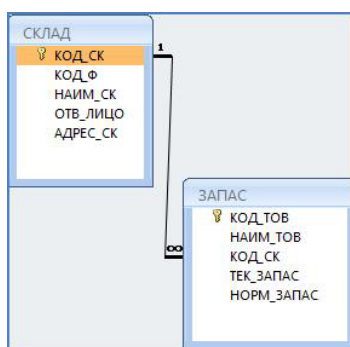 СКЛАД
КОД_СК
КОД_Ф
НАИМ_СК
ОТВ_ЛИЦО
АДРЕС_СК
1
∞
ЗАПАС
КОД_ТОВ
НАИМ_ТОВ
КОД_СК
ТЕК_ЗАПАС
НОРМ_ЗАПАС